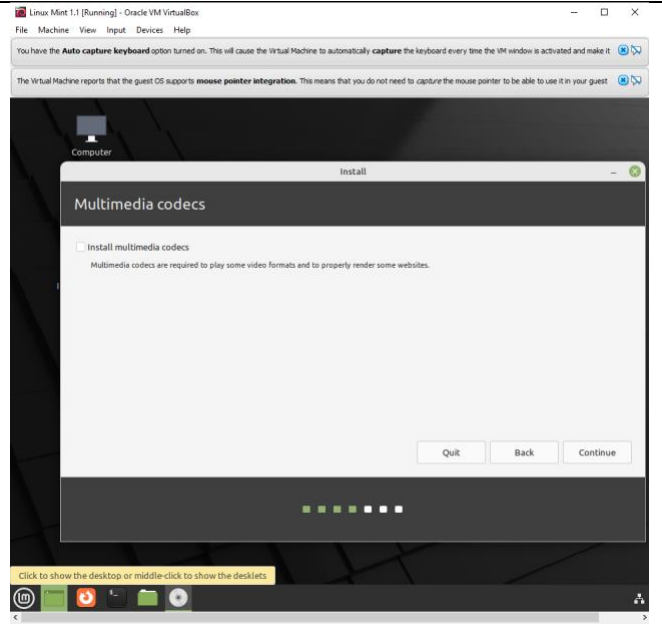 Linux Mint 1.1 [Running] - Oracle VM VirtualBox
File Machine View Input Devices Help
You have the Auto capture keyboard option turned on. This will cause the Virtual Machine to automatically capture the keyboard every time the VM window is activated and make it
The Virtual Machine reports that the guest OS supports mouse pointer integration. This means that you do not need to capture the mouse pointer to be able to use it in your guest
Computer
Install
Multimedia codecs
Install multimedia codecs
Multimedia codecs are required to play some video formats and to properly render some websites.
Quit Back Continue
Click to show the desktop or middle-click to show the desklets